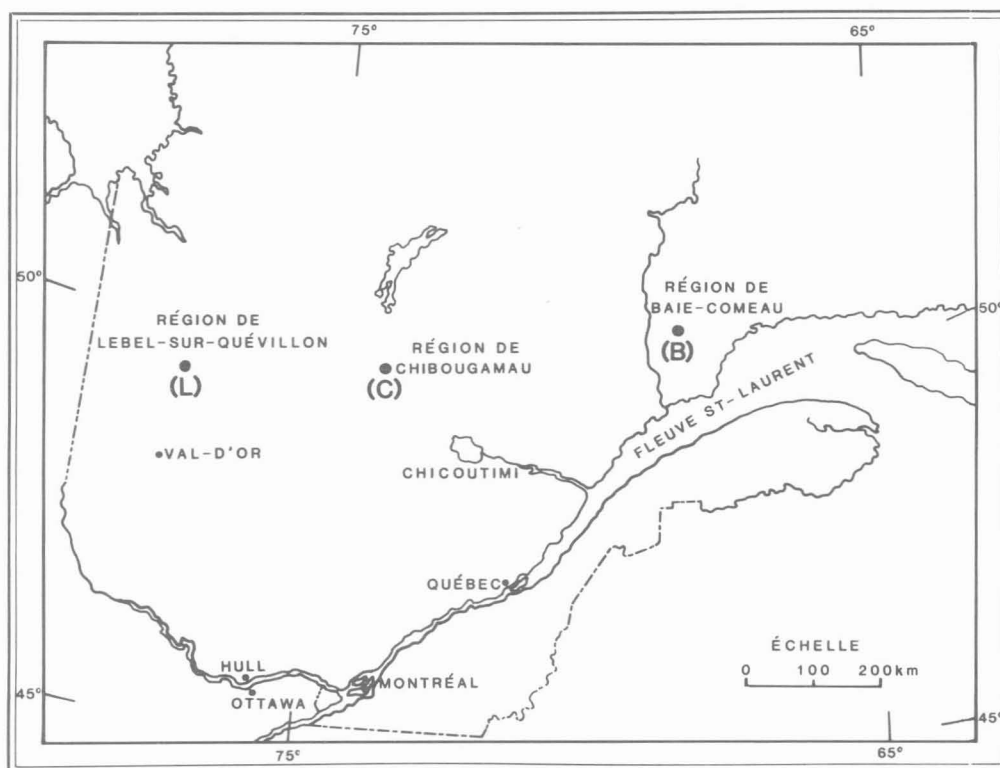 75°
65°
50°
RÉGION DE
LEBEL-SUR-QUÉVILLON
(L)
RÉGION DE
CHIBOUGAMAU
(C)
RÉGION DE
BAIE-COMEAU
(B)
50°
VAL-D'OR
CHICOUTIMI
FLEUVE ST-LAURENT
QUÉBEC
ÉCHELLE
0 100 200km
HULL
OTTAWA
MONTRÉAL
45°
45°
75°
65°